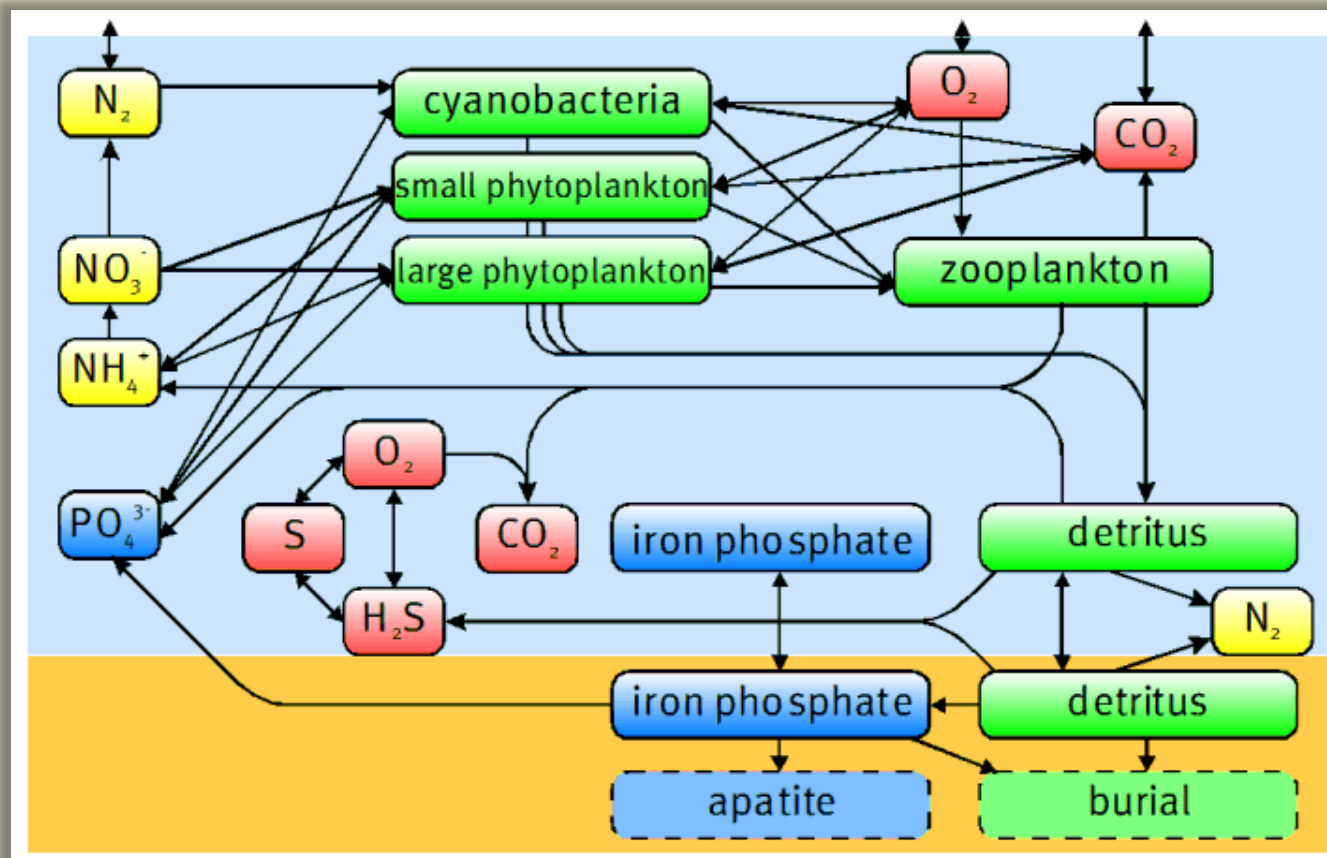 N₂
cyanobacteria
O₂
CO₂
small phytoplankton
NO₃⁻
large phytoplankton
zooplankton
NH₄⁺
O₂
PO₄³⁻
S
CO₂
iron phosphate
detritus
H₂S
N₂
iron phosphate
detritus
apatite
burial